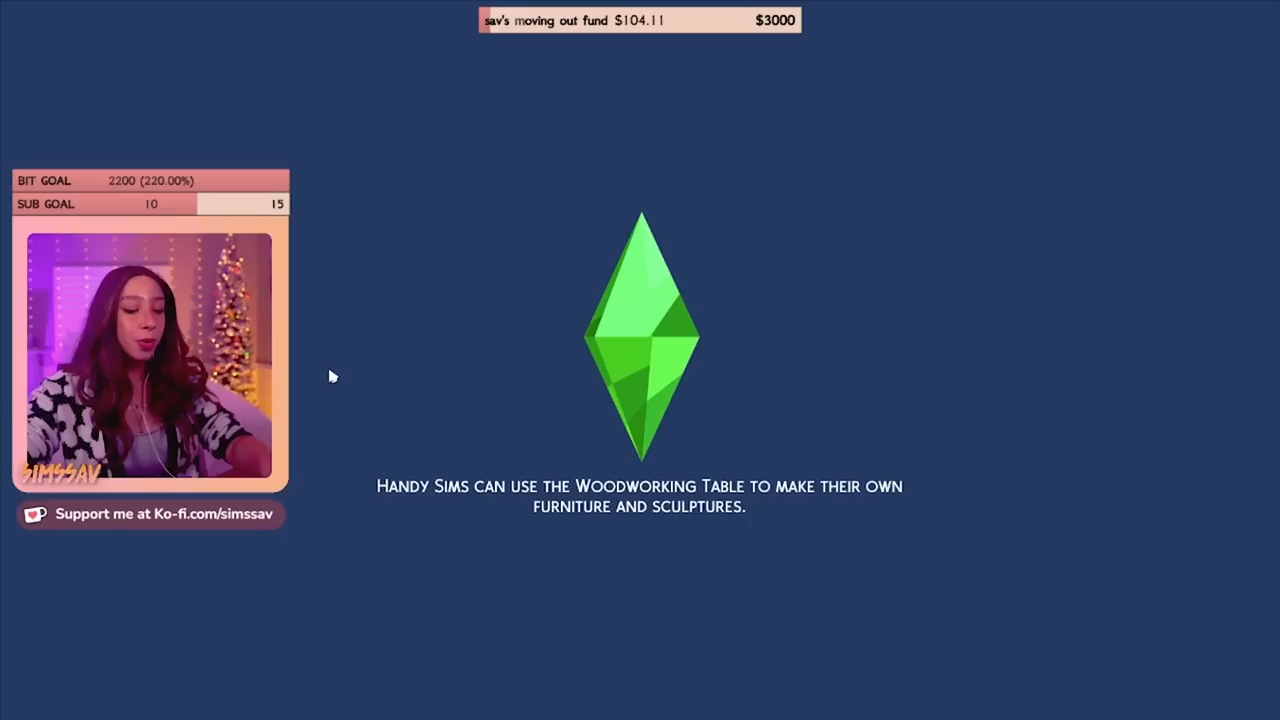 sav's moving out fund $104.11 $3000
BIT GOAL 2200 (220.00%)
SUB GOAL 10 15
SIMSSAV
Support me at Ko-fi.com/simssav
HANDY SIMS CAN USE THE WOODWORKING TABLE TO MAKE THEIR OWN
FURNITURE AND SCULPTURES.